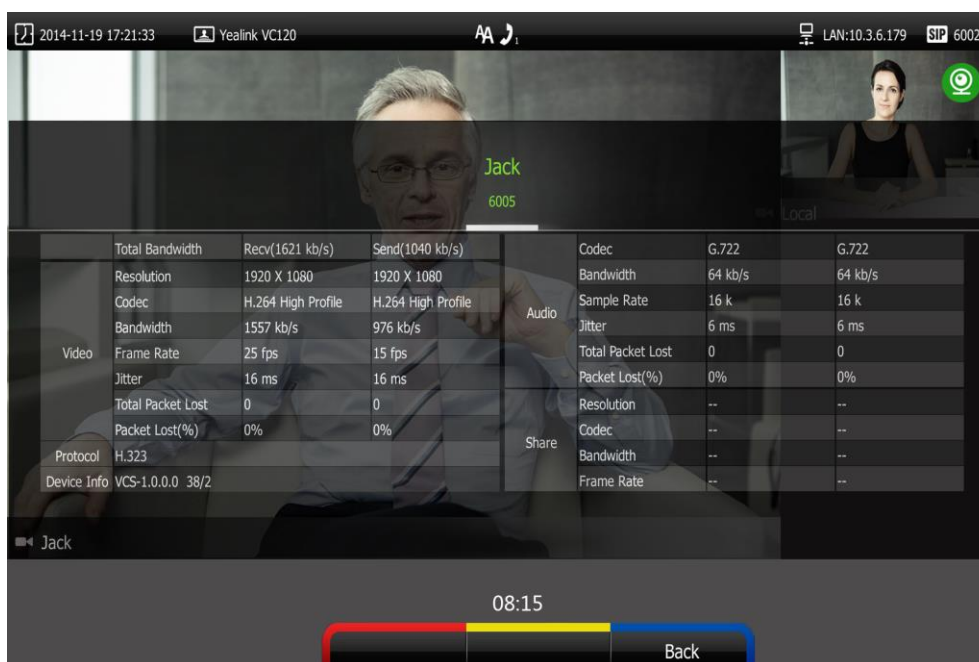 2014-11-19 17:21:33 Yealink VC120 AA 1 LAN:10.3.6.179 SIP 6002
Jack
6005
Local
Total Bandwidth Recv(1621 kb/s) Send(1040 kb/s)
Video
Resolution 1920 X 1080 1920 X 1080
Codec H.264 High Profile H.264 High Profile
Bandwidth 1557 kb/s 976 kb/s
Frame Rate 25 fps 15 fps
Jitter 16 ms 16 ms
Total Packet Lost 0 0
Packet Lost(%) 0% 0%
Protocol H.323
Device Info VCS-1.0.0.0 38/2
Audio
Codec G.722 G.722
Bandwidth 64 kb/s 64 kb/s
Sample Rate 16 k 16 k
Jitter 6 ms 6 ms
Total Packet Lost 0 0
Packet Lost(%) 0% 0%
Share
Resolution -- --
Codec -- --
Bandwidth -- --
Frame Rate -- --
Jack
08:15
Back